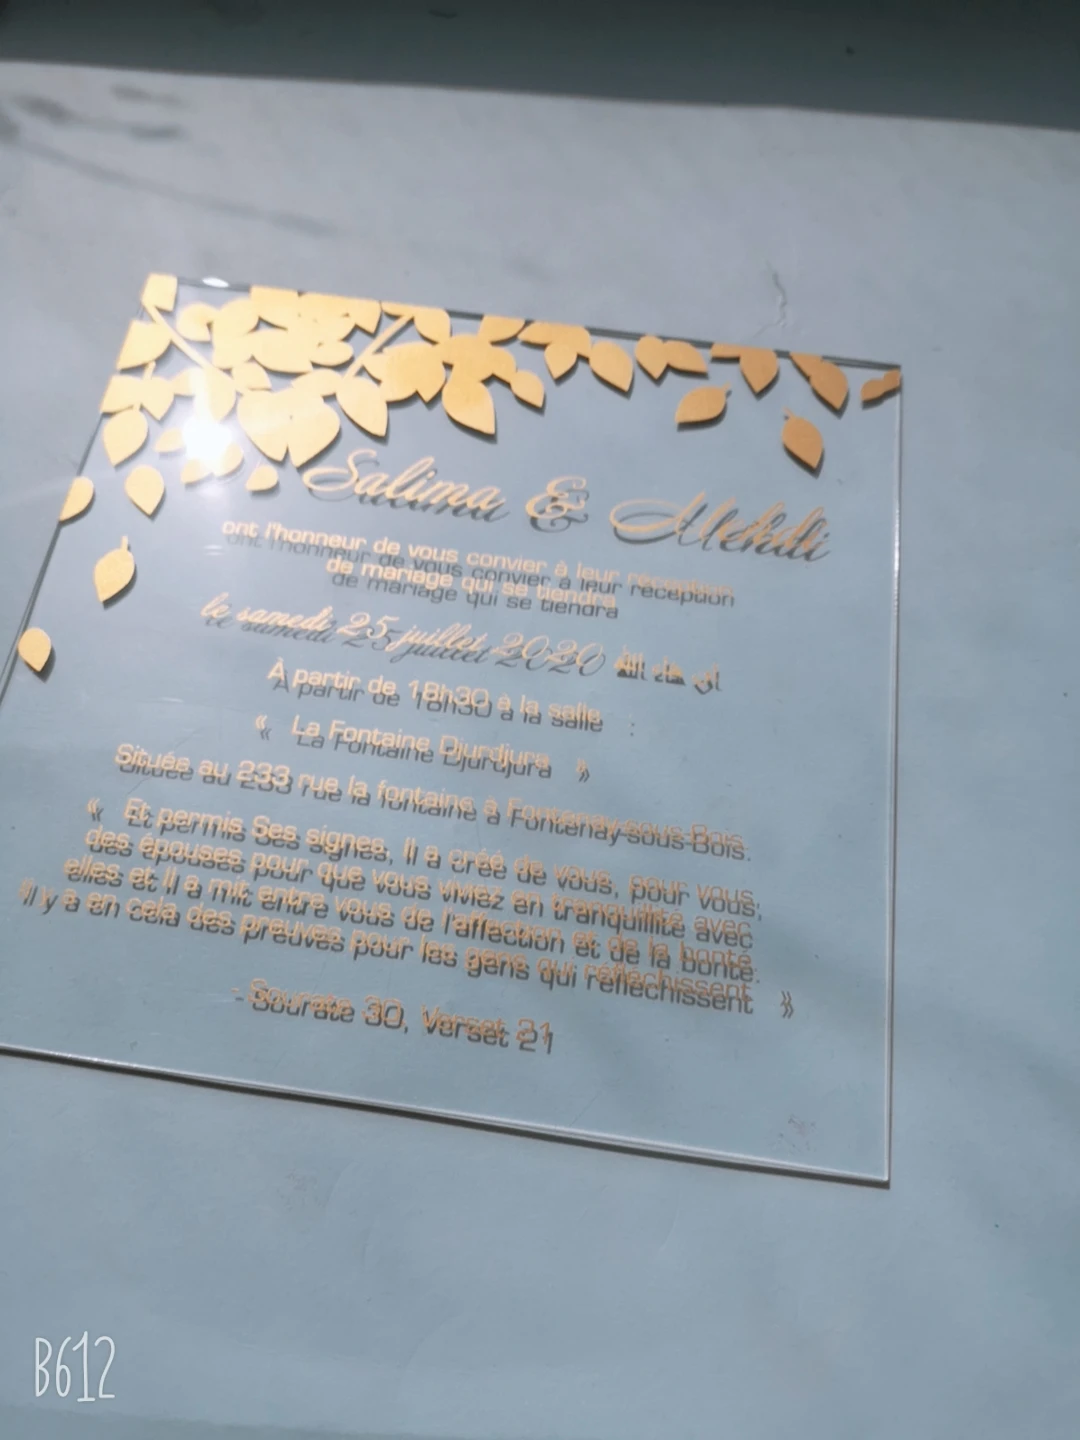 Salima & Mehdi
ont l'honneur de vous convier à leur réception
de mariage qui se tiendra
le samedi 25 juillet 2020
À partir de 18h30 à la salle :
« La Fontaine Djurdjura »
Située au 233 rue la fontaine à Fontenay-sous-Bois.
« Et permis Ses signes, Il a créé de vous, pour vous,
des épouses pour que vous viviez en tranquillité avec
elles et Il a mit entre vous de l'affection et de la bonté.
Il y a en cela des preuves pour les gens qui réfléchissent »
- Sourate 30, Verset 21
B612